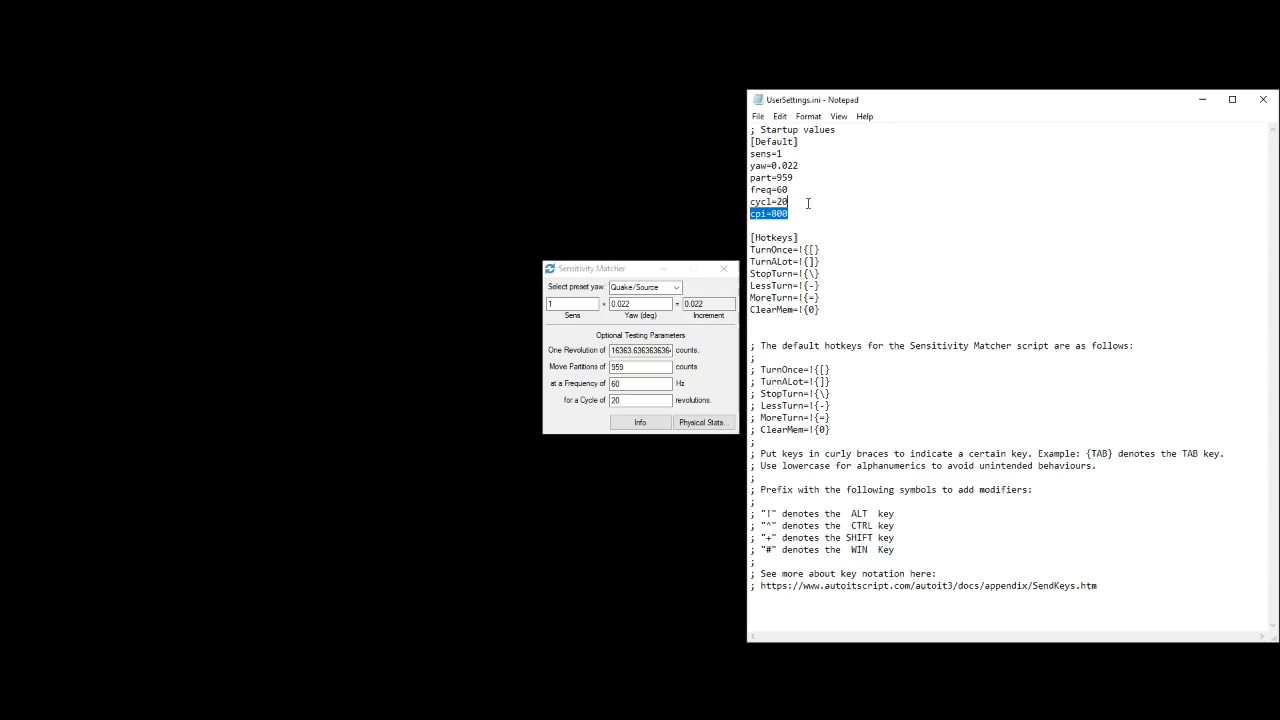 UserSettings.ini - Notepad
File Edit Format View Help
; Startup values
[Default]
sens=1
yaw=0.022
part=959
freq=60
cycl=20
cpi=800
[Hotkeys]
TurnOnce=!{[}
TurnALot=!{]}
StopTurn=!{\}
LessTurn=!{-}
MoreTurn=!{=}
ClearMem=!{0}
; The default hotkeys for the Sensitivity Matcher script are as follows:
;
; TurnOnce=!{[}
; TurnALot=!{]}
; StopTurn=!{\}
; LessTurn=!{-}
; MoreTurn=!{=}
; ClearMem=!{0}
;
; Put keys in curly braces to indicate a certain key. Example: {TAB} denotes the TAB key.
; Use lowercase for alphanumerics to avoid unintended behaviours.
;
; Prefix with the following symbols to add modifiers:
;
; "!" denotes the ALT key
; "^" denotes the CTRL key
; "+" denotes the SHIFT key
; "#" denotes the WIN Key
;
; See more about key notation here:
; https://www.autoitscript.com/autoit3/docs/appendix/SendKeys.htm
Sensitivity Matcher
Select preset yaw: Quake/Source
1 × 0.022 = 0.022
Sens Yaw (deg) Increment
Optional Testing Parameters
One Revolution of 16363.6363636364 counts.
Move Partitions of 959 counts
at a Frequency of 60 Hz
for a Cycle of 20 revolutions.
Info Physical Stats...